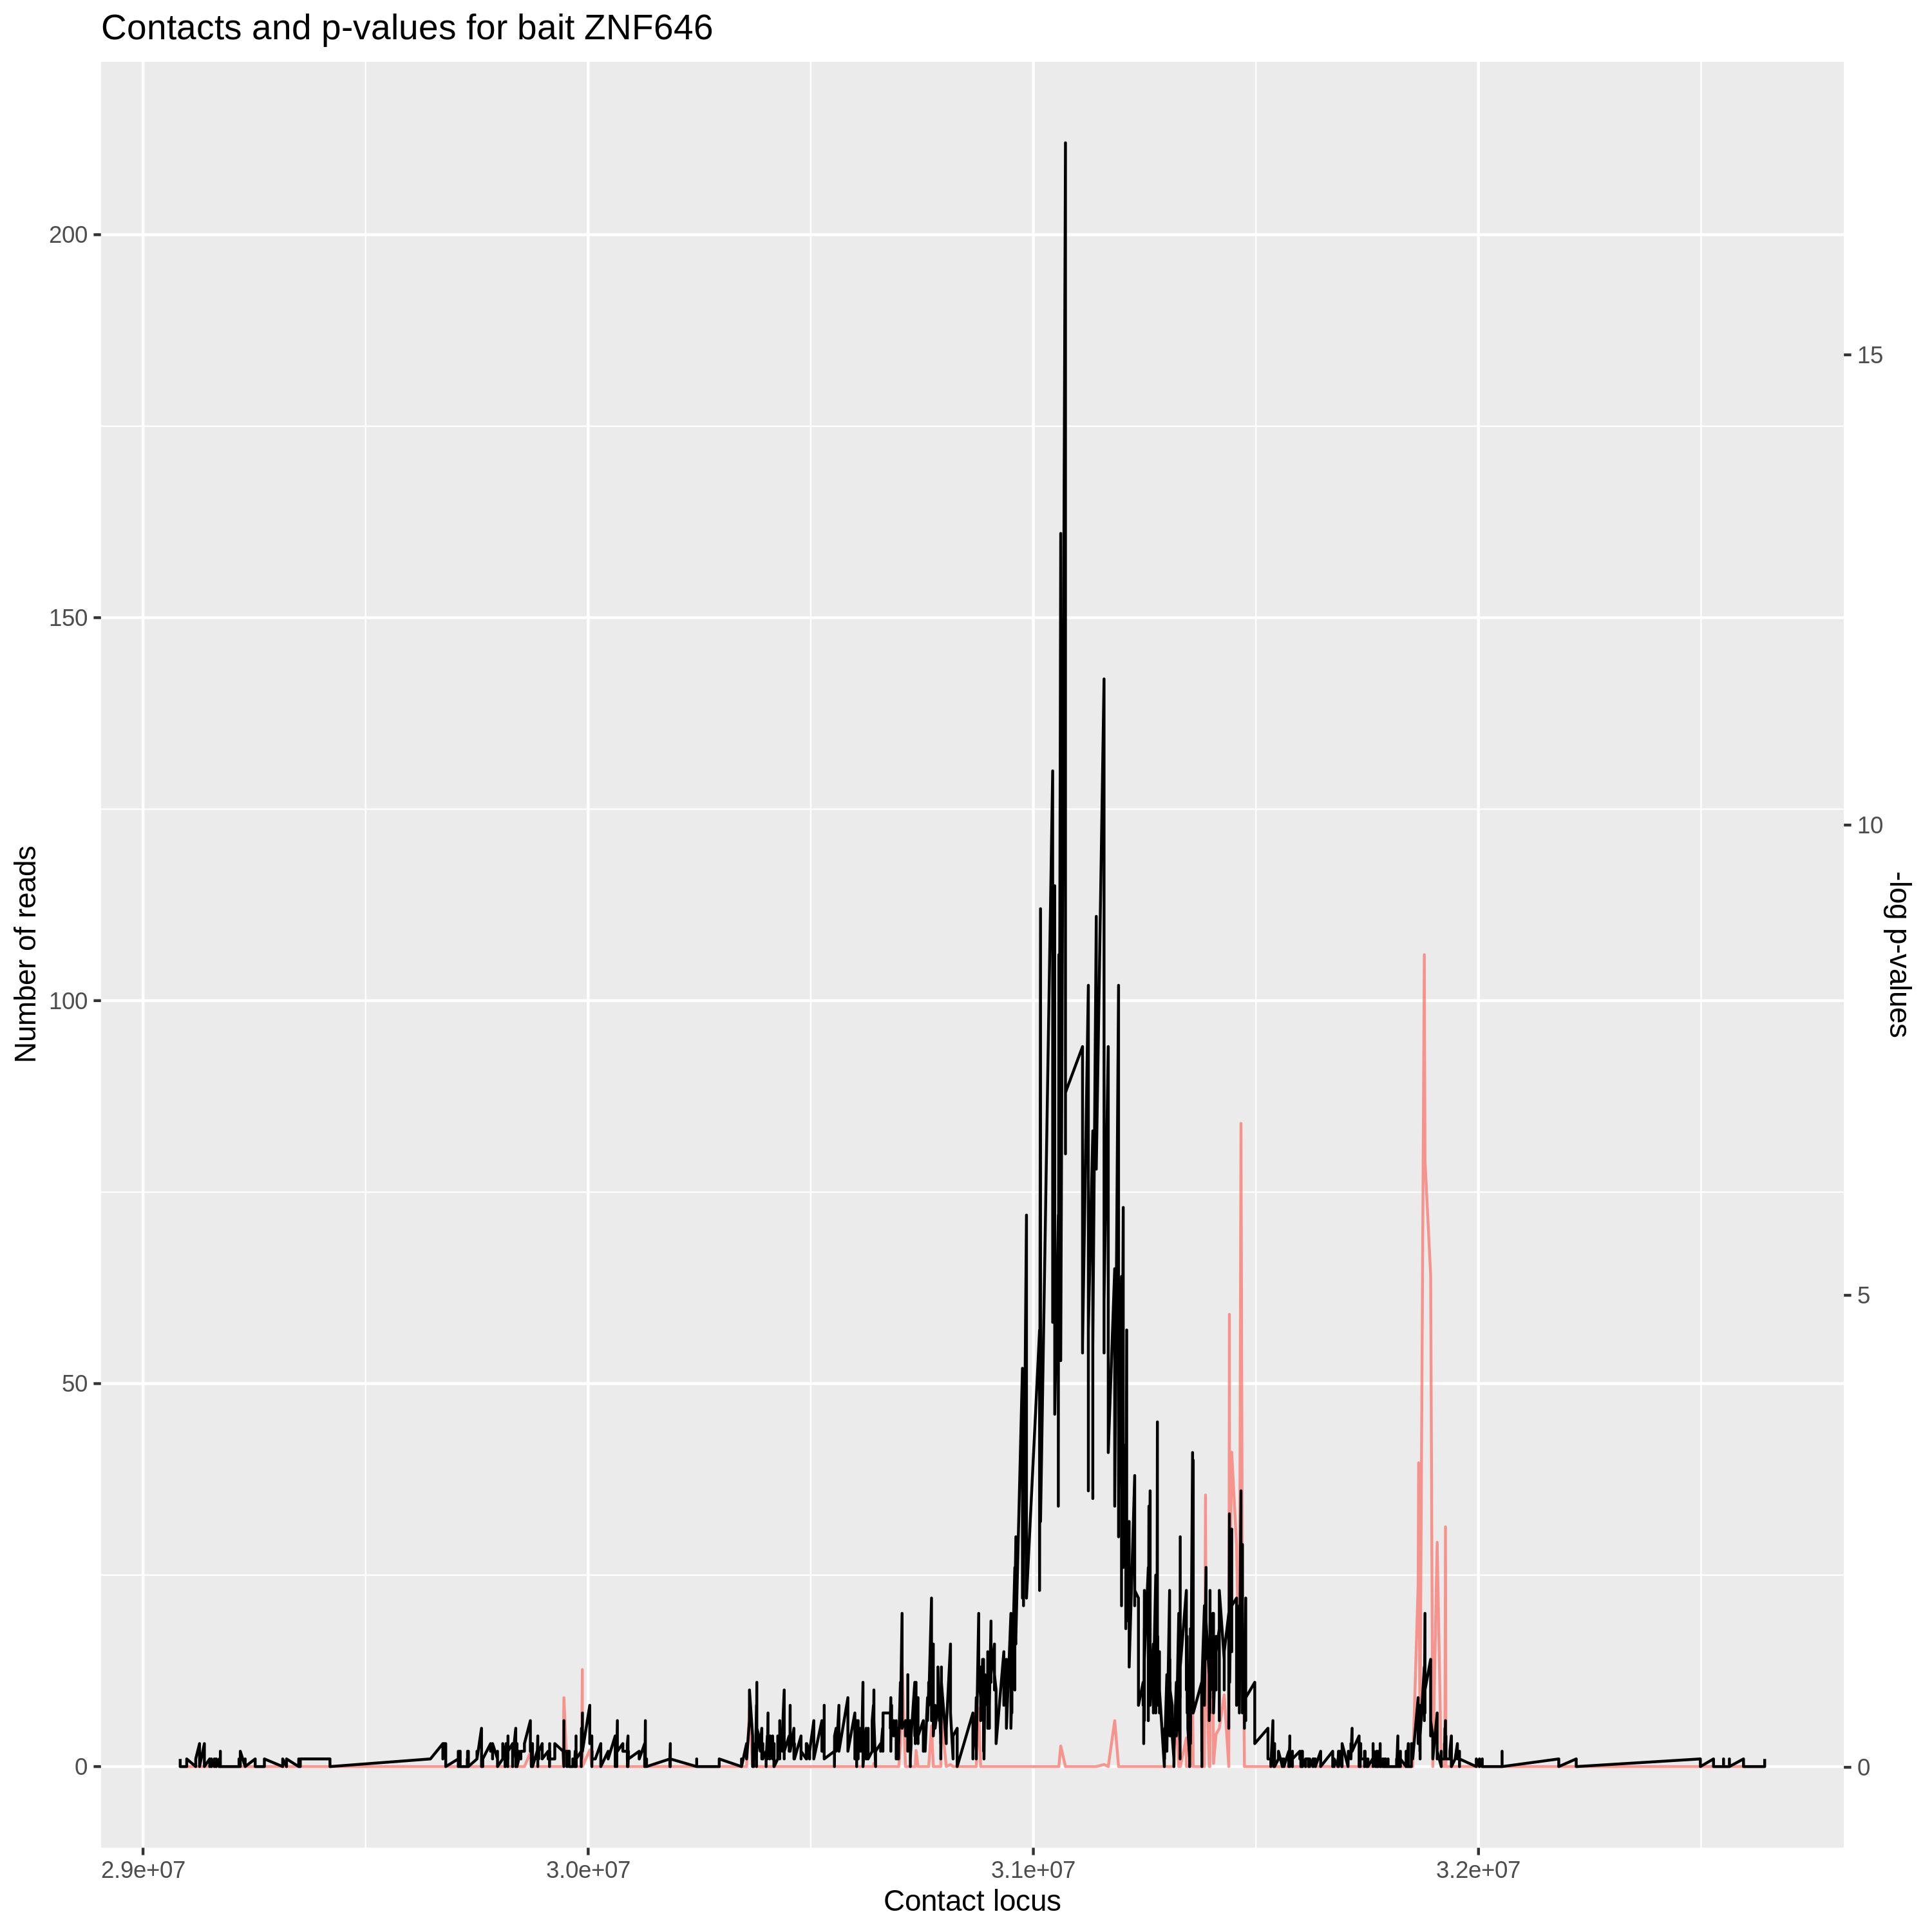 Contacts and p-values for bait ZNF646
200
150
100
50
0
15
10
5
0
Number of reads
-log p-values
2.9e+07 3.0e+07 3.1e+07 3.2e+07
Contact locus